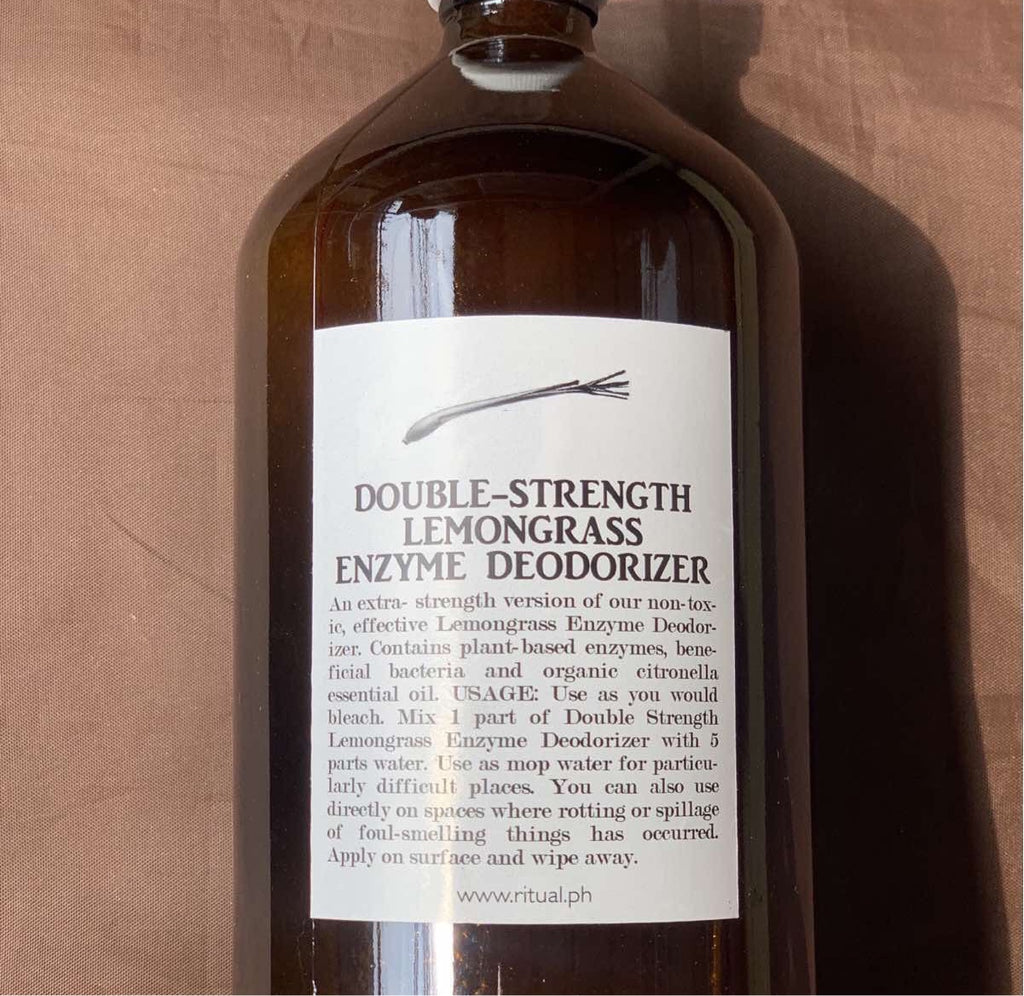 DOUBLE-STRENGTH
LEMONGRASS
ENZYME DEODORIZER
An extra- strength version of our non-tox-
ic, effective Lemongrass Enzyme Deodor-
izer. Contains plant-based enzymes, bene-
ficial bacteria and organic citronella
essential oil. USAGE: Use as you would
bleach. Mix 1 part of Double Strength
Lemongrass Enzyme Deodorizer with 5
parts water. Use as mop water for particu-
larly difficult places. You can also use
directly on spaces where rotting or spillage
of foul-smelling things has occurred.
Apply on surface and wipe away.
www.ritual.ph